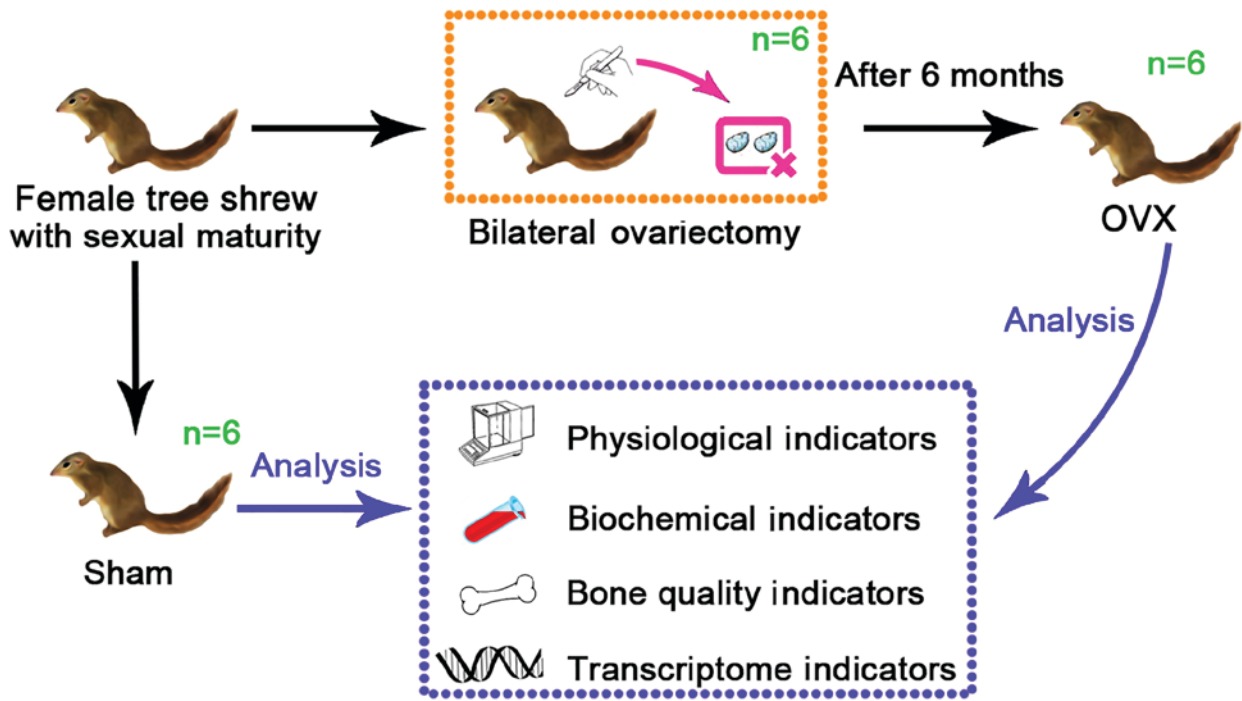 n=6
After 6 months
n=6
Female tree shrew
with sexual maturity
Bilateral ovariectomy
OVX
Analysis
n=6
Analysis
Sham
Physiological indicators
Biochemical indicators
Bone quality indicators
Transcriptome indicators